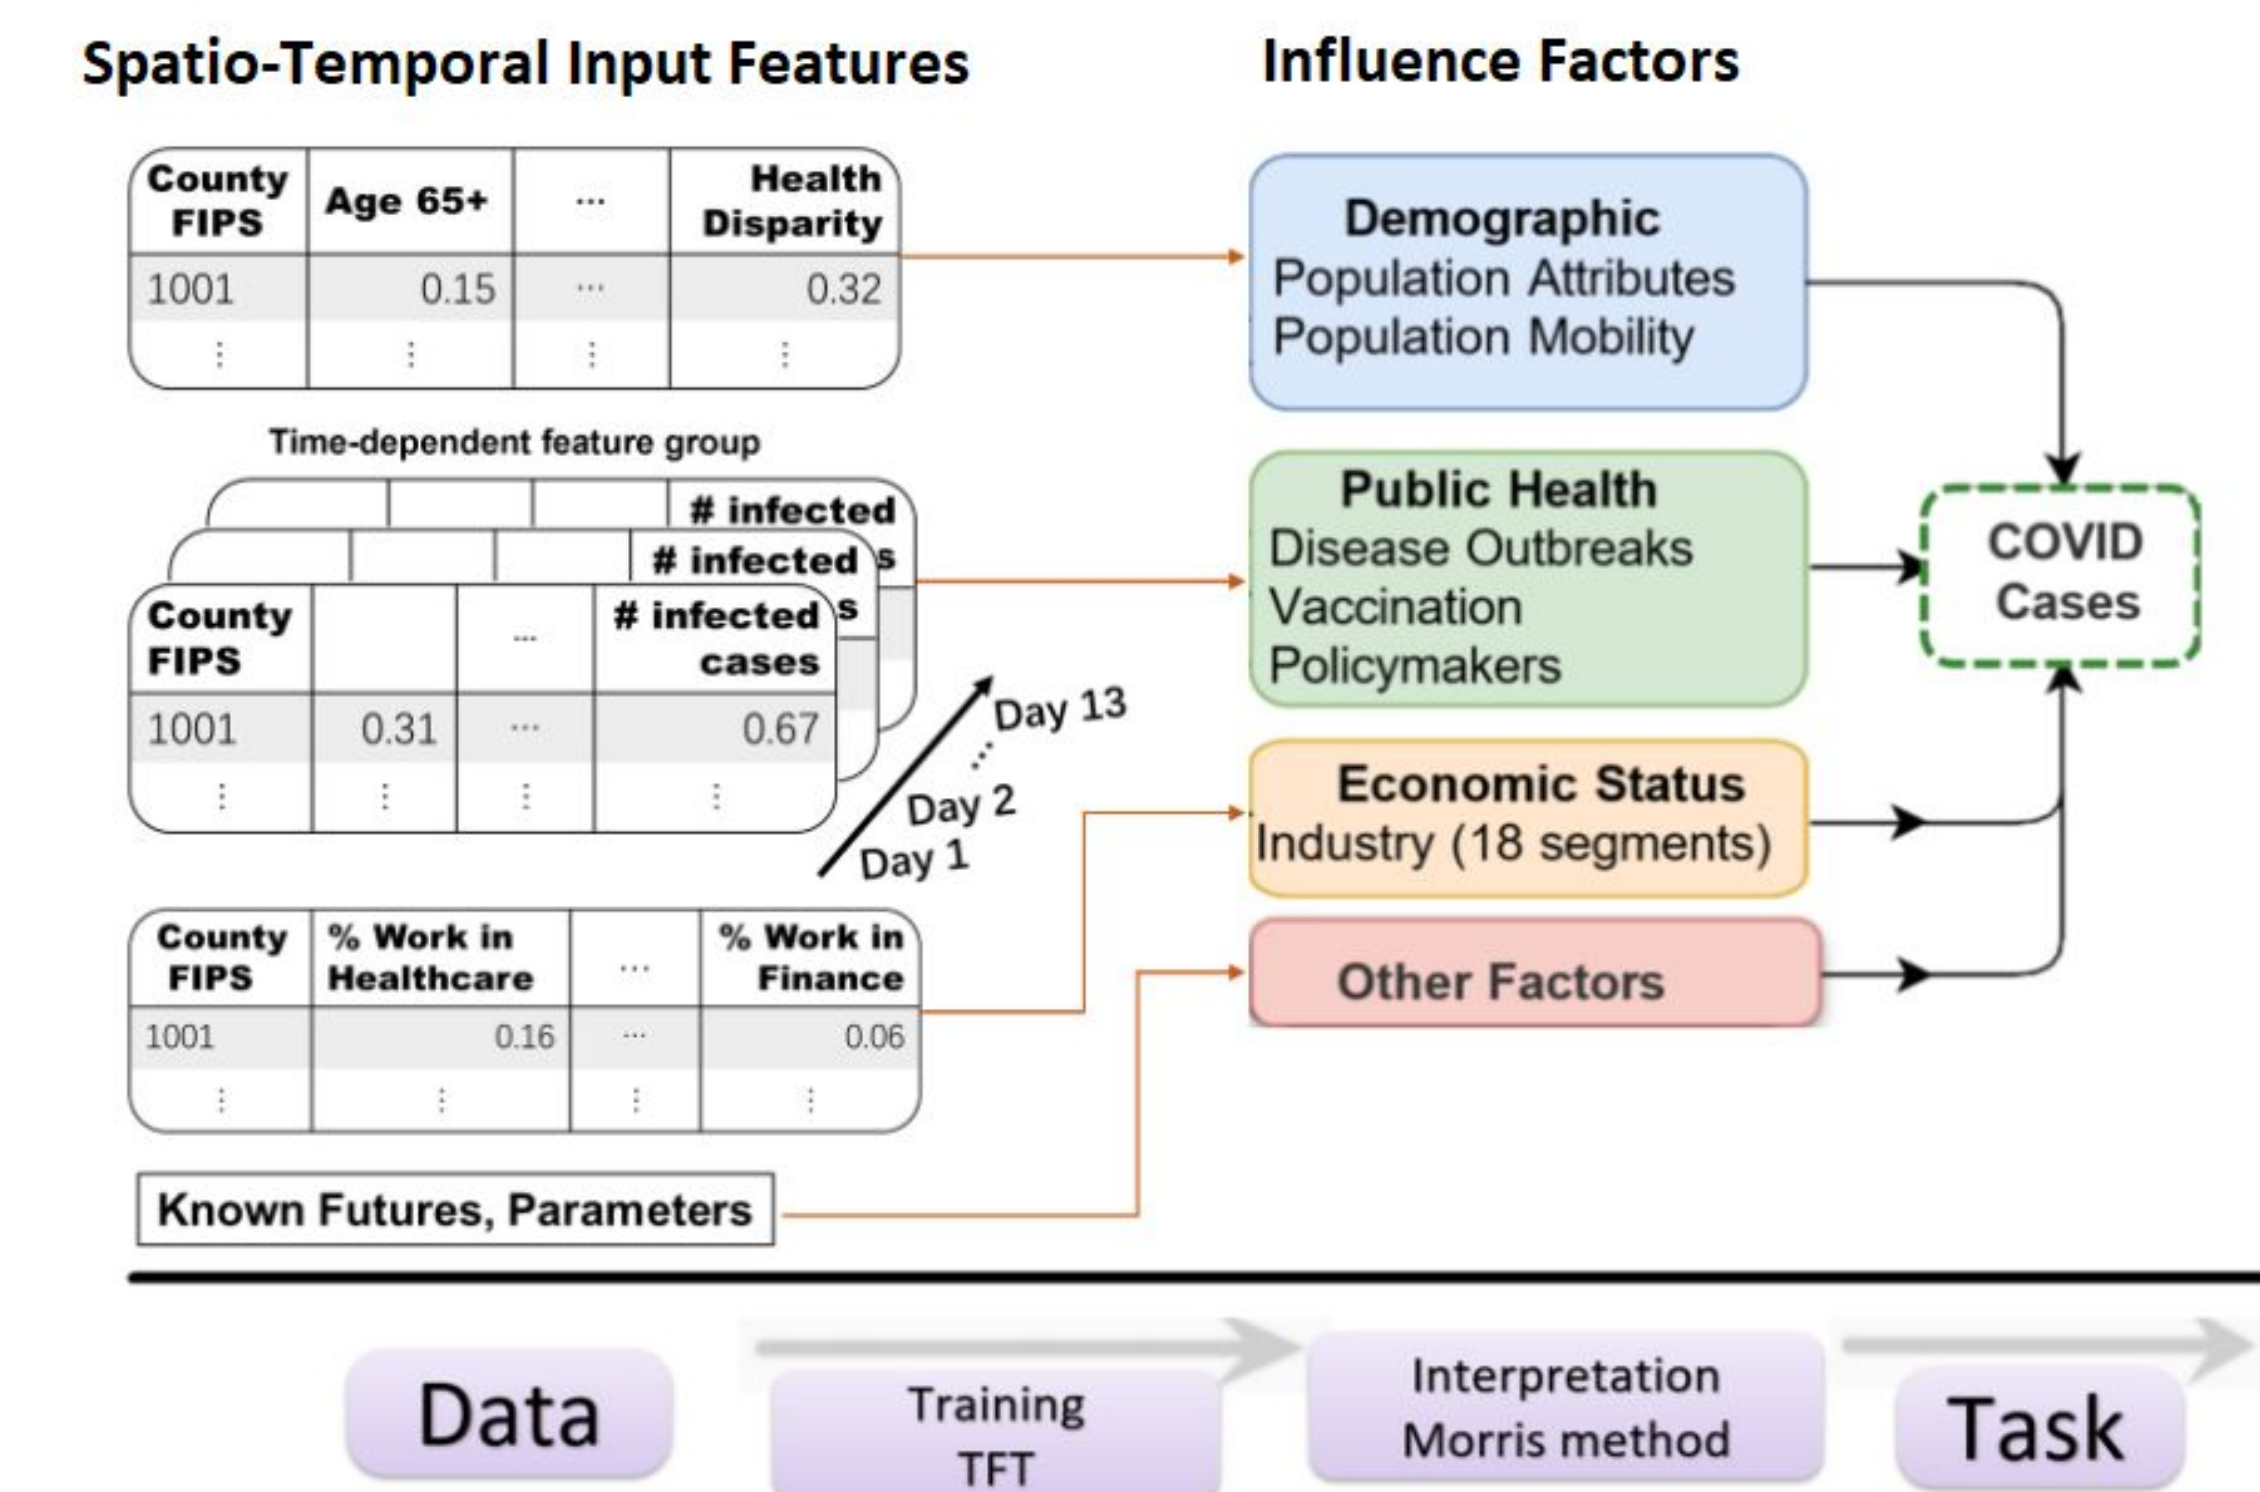 Spatio-Temporal Input Features
Influence Factors
County FIPS
Age 65+
...
Health Disparity
1001
0.15
...
0.32
Time-dependent feature group
# infected
s
# infected
s
County FIPS
...
# infected cases
1001
0.31
...
0.67
Day 1
Day 2
Day 13
County FIPS
% Work in Healthcare
...
% Work in Finance
1001
0.16
...
0.06
Known Futures, Parameters
Demographic
Population Attributes
Population Mobility
Public Health
Disease Outbreaks
Vaccination
Policymakers
Economic Status
Industry (18 segments)
Other Factors
COVID
Cases
Data
Training
TFT
Interpretation
Morris method
Task